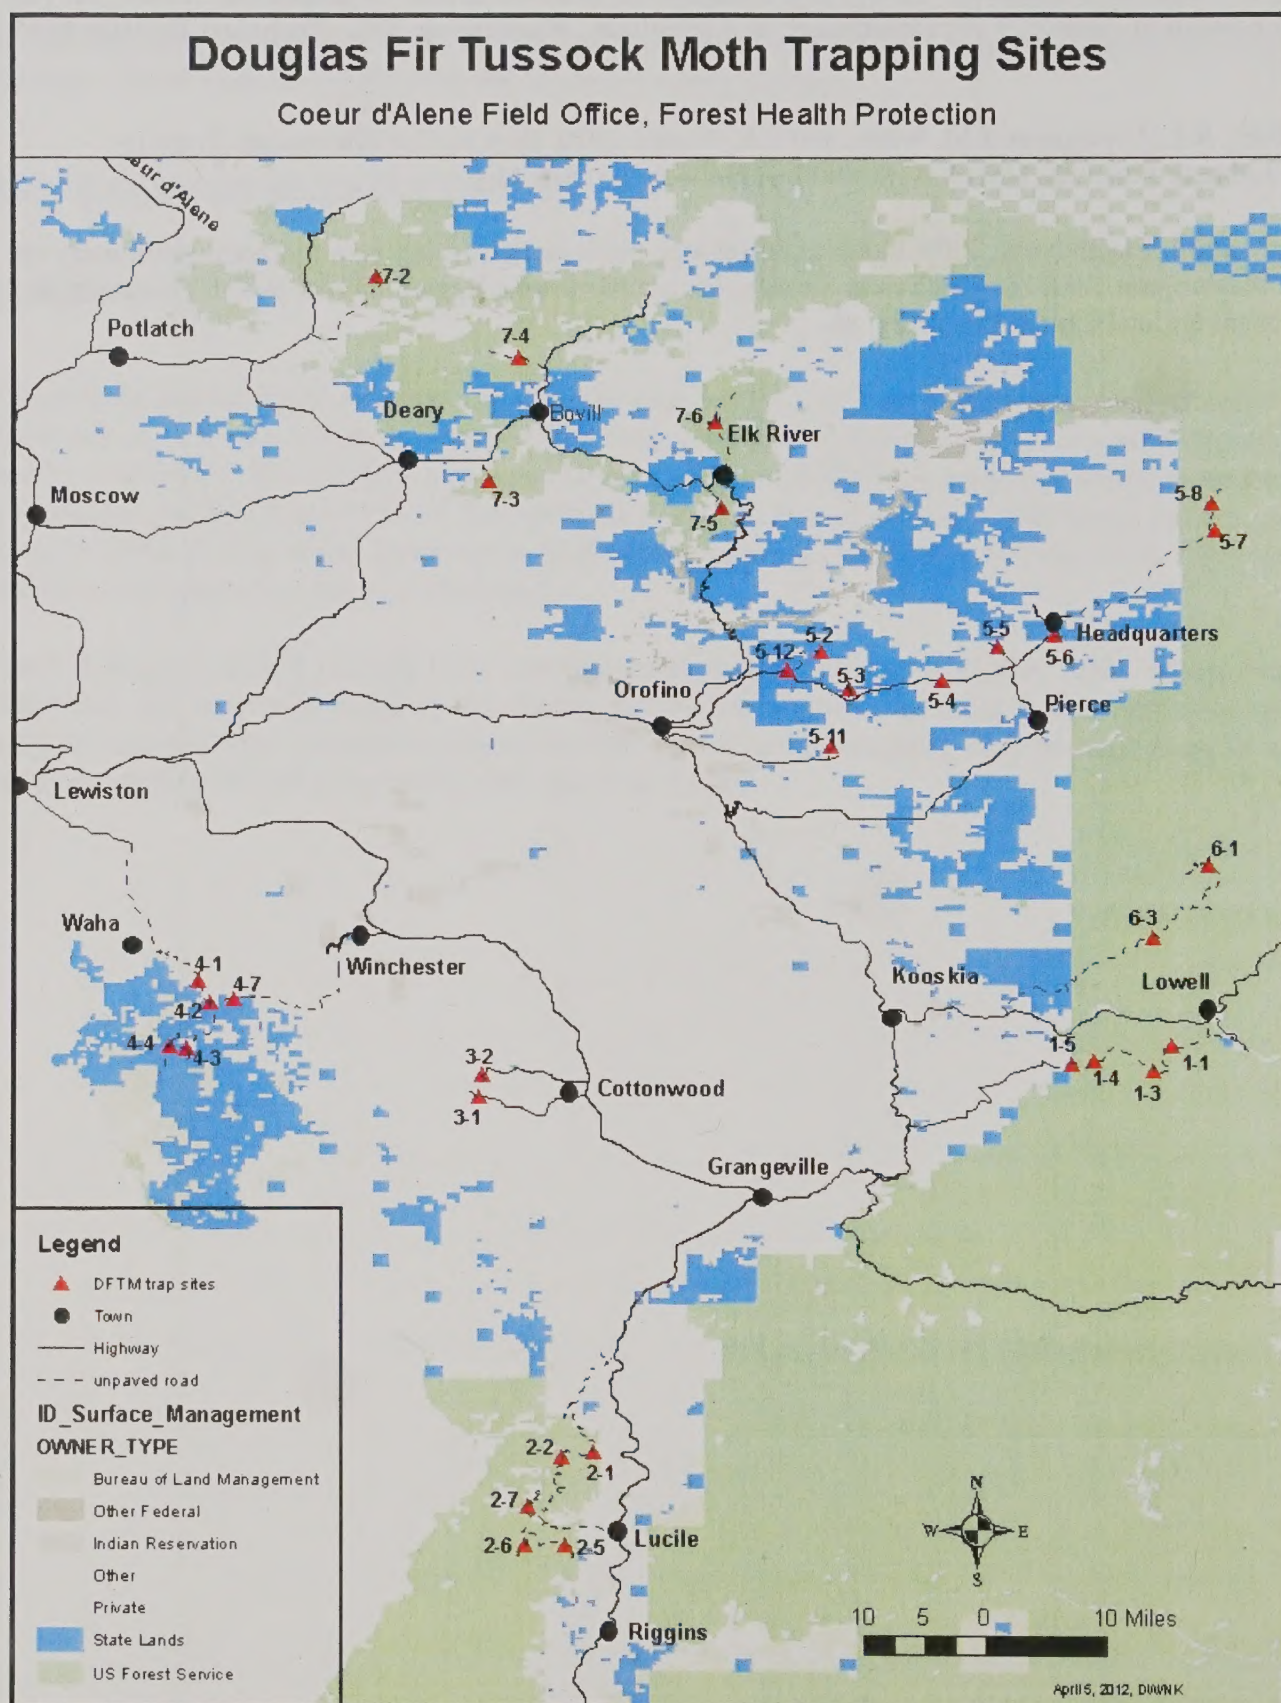 Douglas Fir Tussock Moth Trapping Sites
Coeur d'Alene Field Office, Forest Health Protection
d'Alene
7-2
Potlatch
7-4
Deary
Bovill
7-6
Elk River
7-3
Moscow
7-5
5-8
5-7
5-2
5-5
Headquarters
5-12
5-6
5-3
Orofino
5-4
Pierce
5-11
Lewiston
6-1
Waha
6-3
Winchester
4-1
4-7
Kooskia
Lowell
4-2
4-4
4-3
3-2
1-5
1-1
1-4
1-3
Cottonwood
3-1
Grangeville
Legend
DFTM trap sites
Town
Highway
unpaved road
ID_Surface_Management
OWNER_TYPE
Bureau of Land Management
Other Federal
Indian Reservation
Other
Private
State Lands
US Forest Service
2-2
2-1
2-7
Lucile
2-6
2-5
Riggins
N
W
E
S
10 5 0 10 Miles
April 5, 2012, DWNK